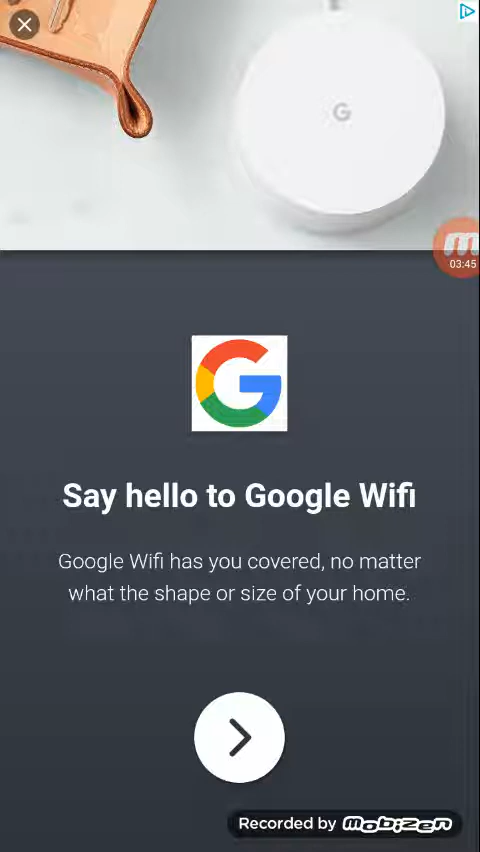 G
m
03:45
G
Say hello to Google Wifi
Google Wifi has you covered, no matter
what the shape or size of your home.
Recorded by mobizen